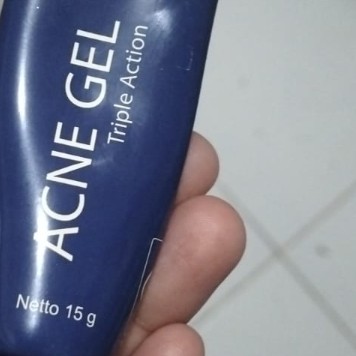 ACNE GEL
Triple Action
Netto 15 g